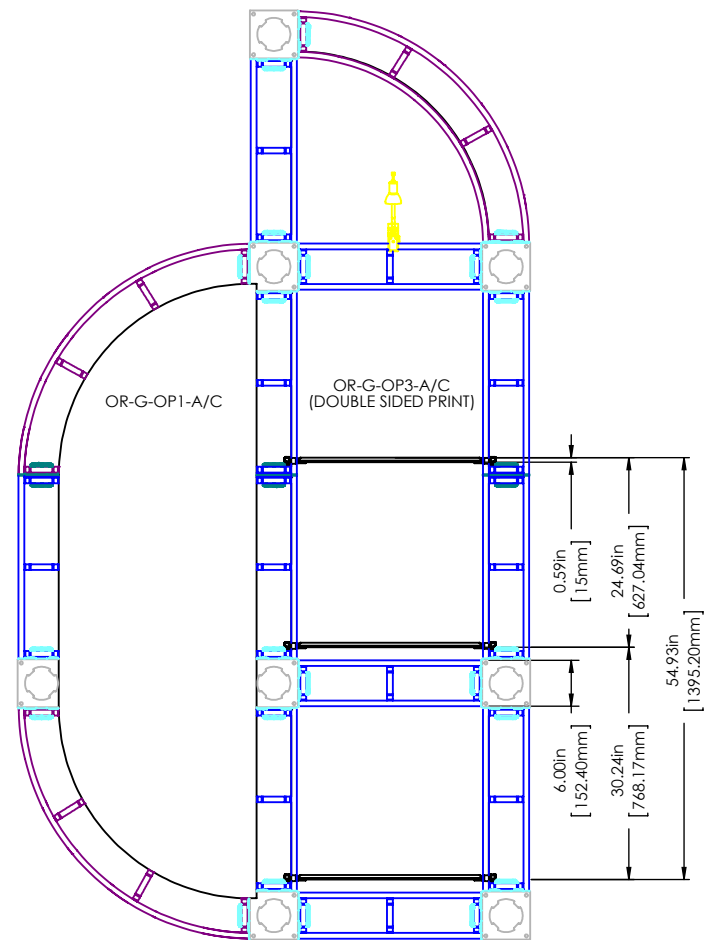 OR-G-OP1-A/C
OR-G-OP3-A/C
(DOUBLE SIDED PRINT)
0.59in
[15mm]
24.69in
[627.04mm]
54.93in
[1395.20mm]
6.00in
[152.40mm]
30.24in
[768.17mm]